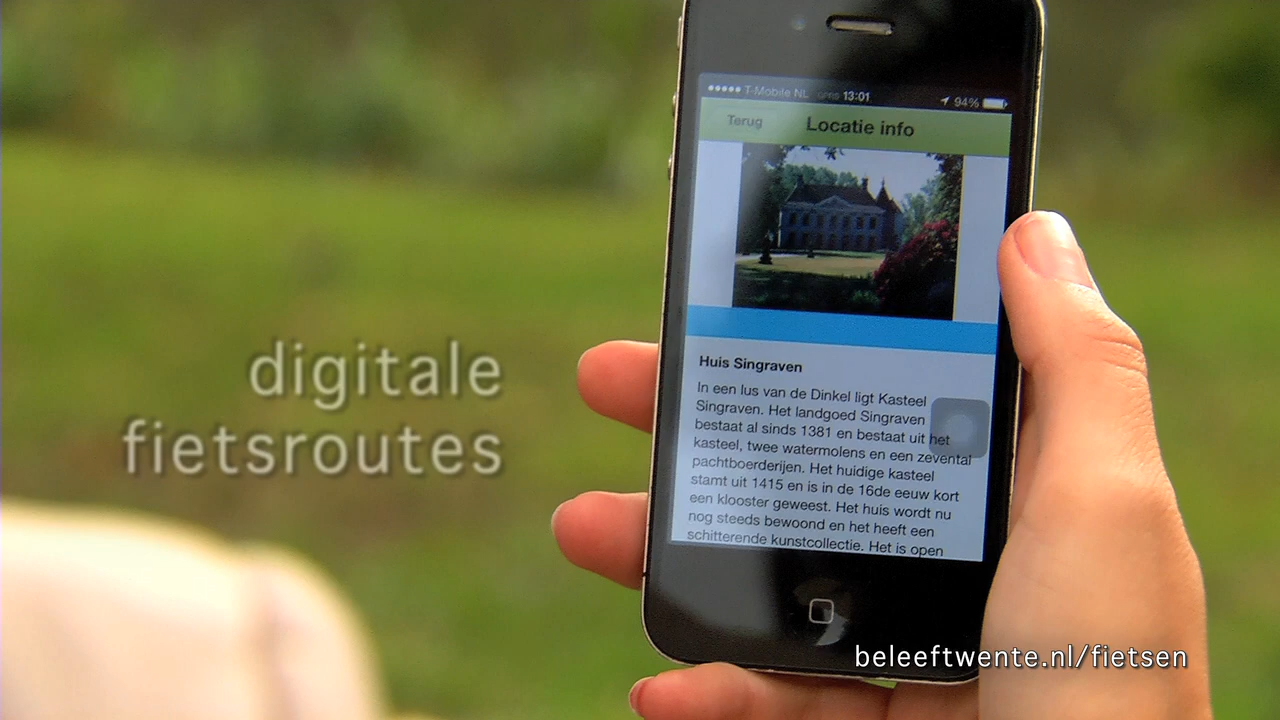 T-Mobile NL GPRS 13:01 94%
Terug Locatie info
digitale
fietsroutes
Huis Singraven
In een lus van de Dinkel ligt Kasteel
Singraven. Het landgoed Singraven
bestaat al sinds 1381 en bestaat uit het
kasteel, twee watermolens en een zevental
pachtboerderijen. Het huidige kasteel
stamt uit 1415 en is in de 16de eeuw kort
een klooster geweest. Het huis wordt nu
nog steeds bewoond en het heeft een
schitterende kunstcollectie. Het is open
beleeftwente.nl/fietsen